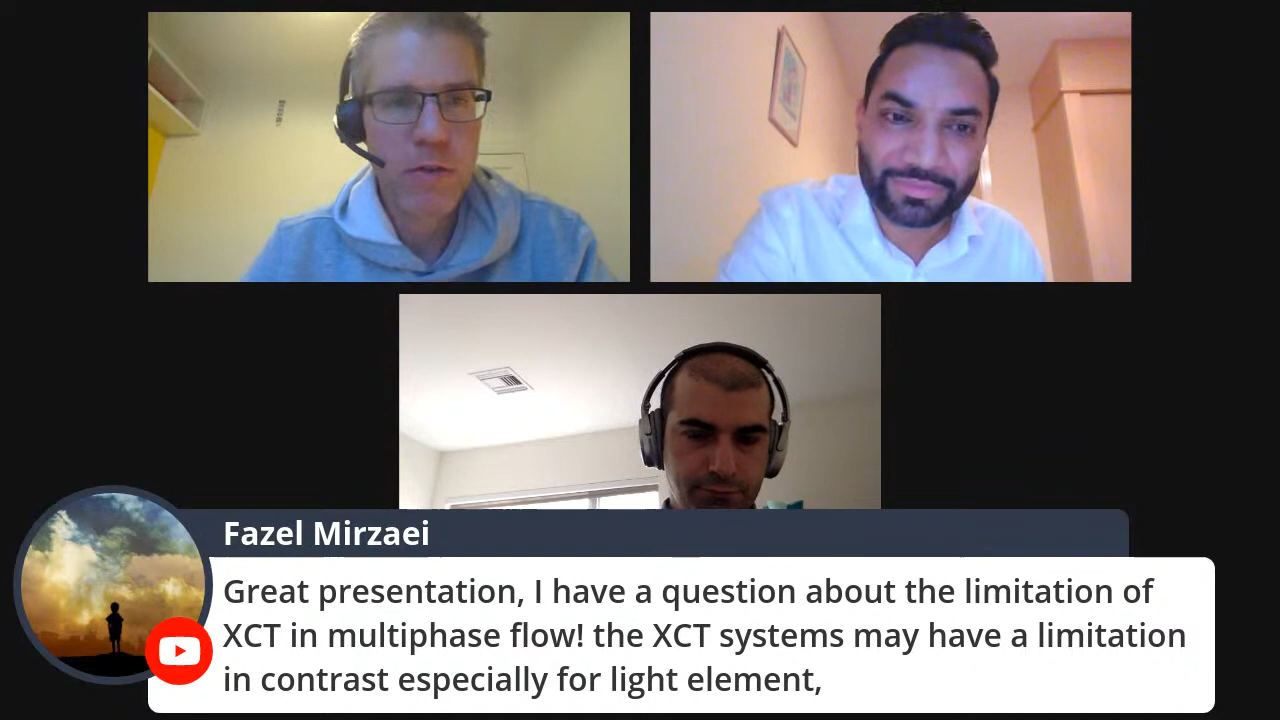 Fazel Mirzaei
Great presentation, I have a question about the limitation of
XCT in multiphase flow! the XCT systems may have a limitation
in contrast especially for light element,